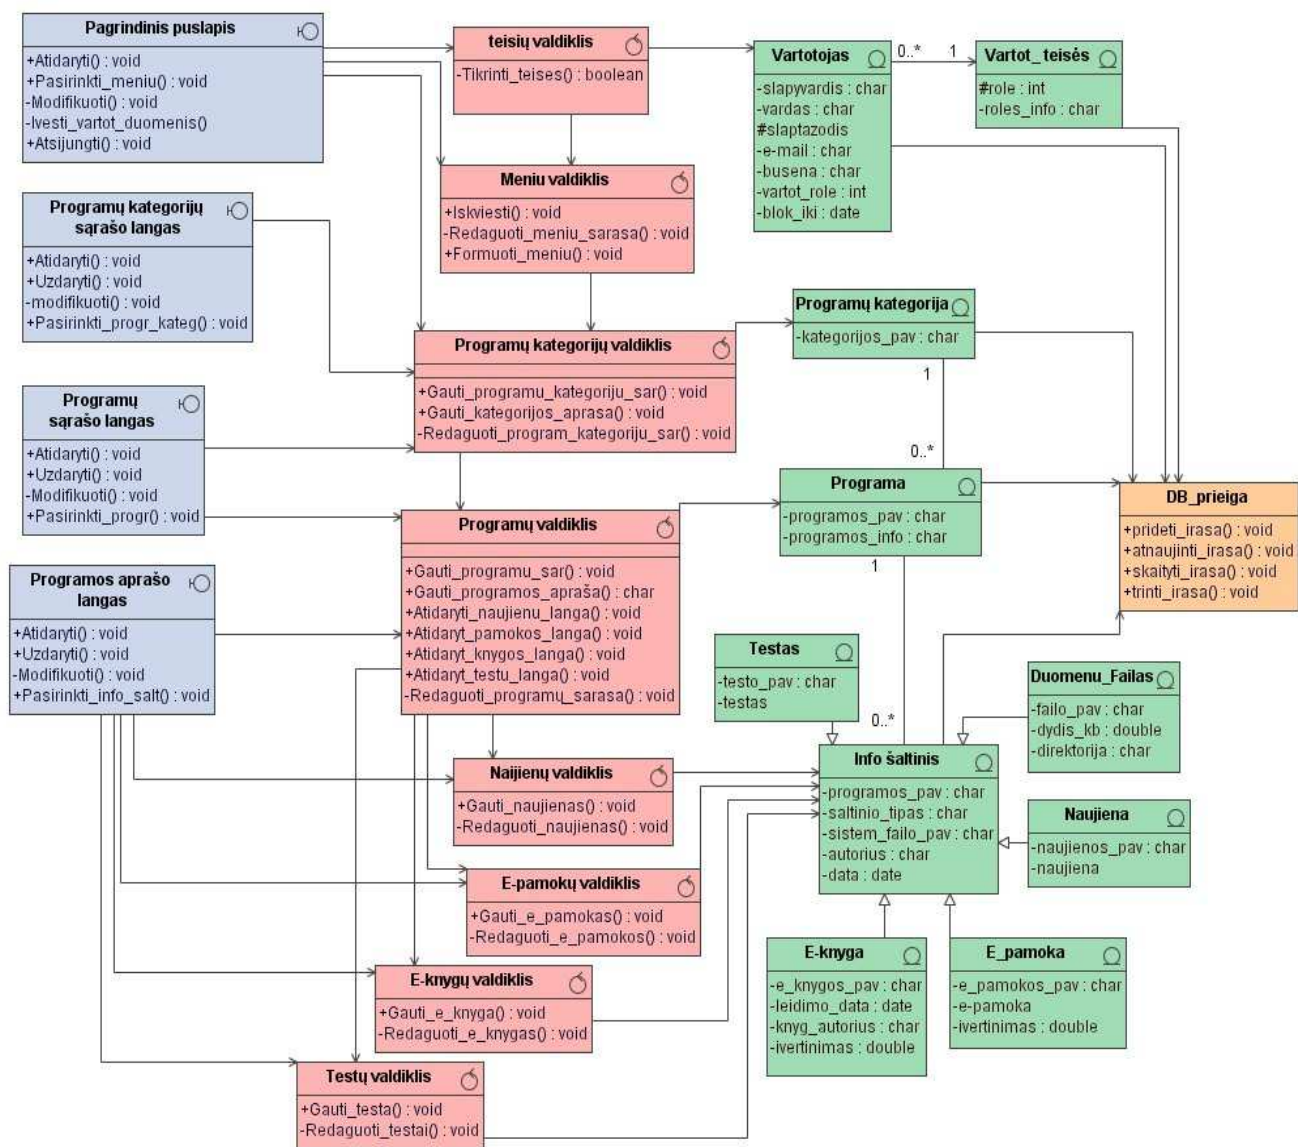 Pagrindinis puslapis
+Atidaryti() : void
+Pasirinkti_meniu() : void
-Modifikuoti() : void
-Ivesti_vartot_duomenis()
+Atsijungti() : void
teisių valdiklis
-Tikrinti_teises() : boolean
Vartotojas
-slapyvardis : char
-vardas : char
#slaptazodis
-e-mail : char
-busena : char
-vartot_role : int
-blok_iki : date
0..*
1
Vartot_teisės
#role : int
-roles_info : char
Meniu valdiklis
+Iskviesti() : void
-Redaguoti_meniu_sarasa() : void
+Formuoti_meniu() : void
Programų kategorijų
sąrašo langas
+Atidaryti() : void
+Uzdaryti() : void
-modifikuoti() : void
+Pasirinkti_progr_kateg() : void
Programų kategorijų valdiklis
+Gauti_programu_kategoriju_sar() : void
+Gauti_kategorijos_aprasa() : void
-Redaguoti_program_kategoriju_sar() : void
Programų kategorija
-kategorijos_pav : char
1
0..*
Programų
sąrašo langas
+Atidaryti() : void
+Uzdaryti() : void
-Modifikuoti() : void
+Pasirinkti_progr() : void
Programa
-programos_pav : char
-programos_info : char
1
0..*
DB_prieiga
+prideti_irasa() : void
+atnaujinti_irasa() : void
+skaityti_irasa() : void
+trinti_irasa() : void
Programų valdiklis
+Gauti_programu_sar() : void
+Gauti_programos_apraša() : char
+Atidaryti_naujienu_langa() : void
+Atidaryt_pamokos_langa() : void
+Atidaryt_knygos_langa() : void
+Atidaryt_testu_langa() : void
-Redaguoti_programų_sarasa() : void
Programos aprašo
langas
+Atidaryti() : void
+Uzdaryti() : void
-Modifikuoti() : void
+Pasirinkti_info_salt() : void
Testas
-testo_pav : char
-testas
Duomenu_Failas
-failo_pav : char
-dydis_kb : double
-direktorija : char
Naijienų valdiklis
+Gauti_naujienas() : void
-Redaguoti_naujienas() : void
Info šaltinis
-programos_pav : char
-saltinio_tipas : char
-sistem_failo_pav : char
-autorius : char
-data : date
Naujiena
-naujienos_pav : char
-naujiena
E-pamokų valdiklis
+Gauti_e_pamokas() : void
-Redaguoti_e_pamokos() : void
E-knygų valdiklis
+Gauti_e_knyga() : void
-Redaguoti_e_knygas() : void
E-knyga
-e_knygos_pav : char
-leidimo_data : date
-knyg_autorius : char
-ivertinimas : double
E_pamoka
-e_pamokos_pav : char
-e-pamoka
-ivertinimas : double
Testų valdiklis
+Gauti_testa() : void
-Redaguoti_testai() : void